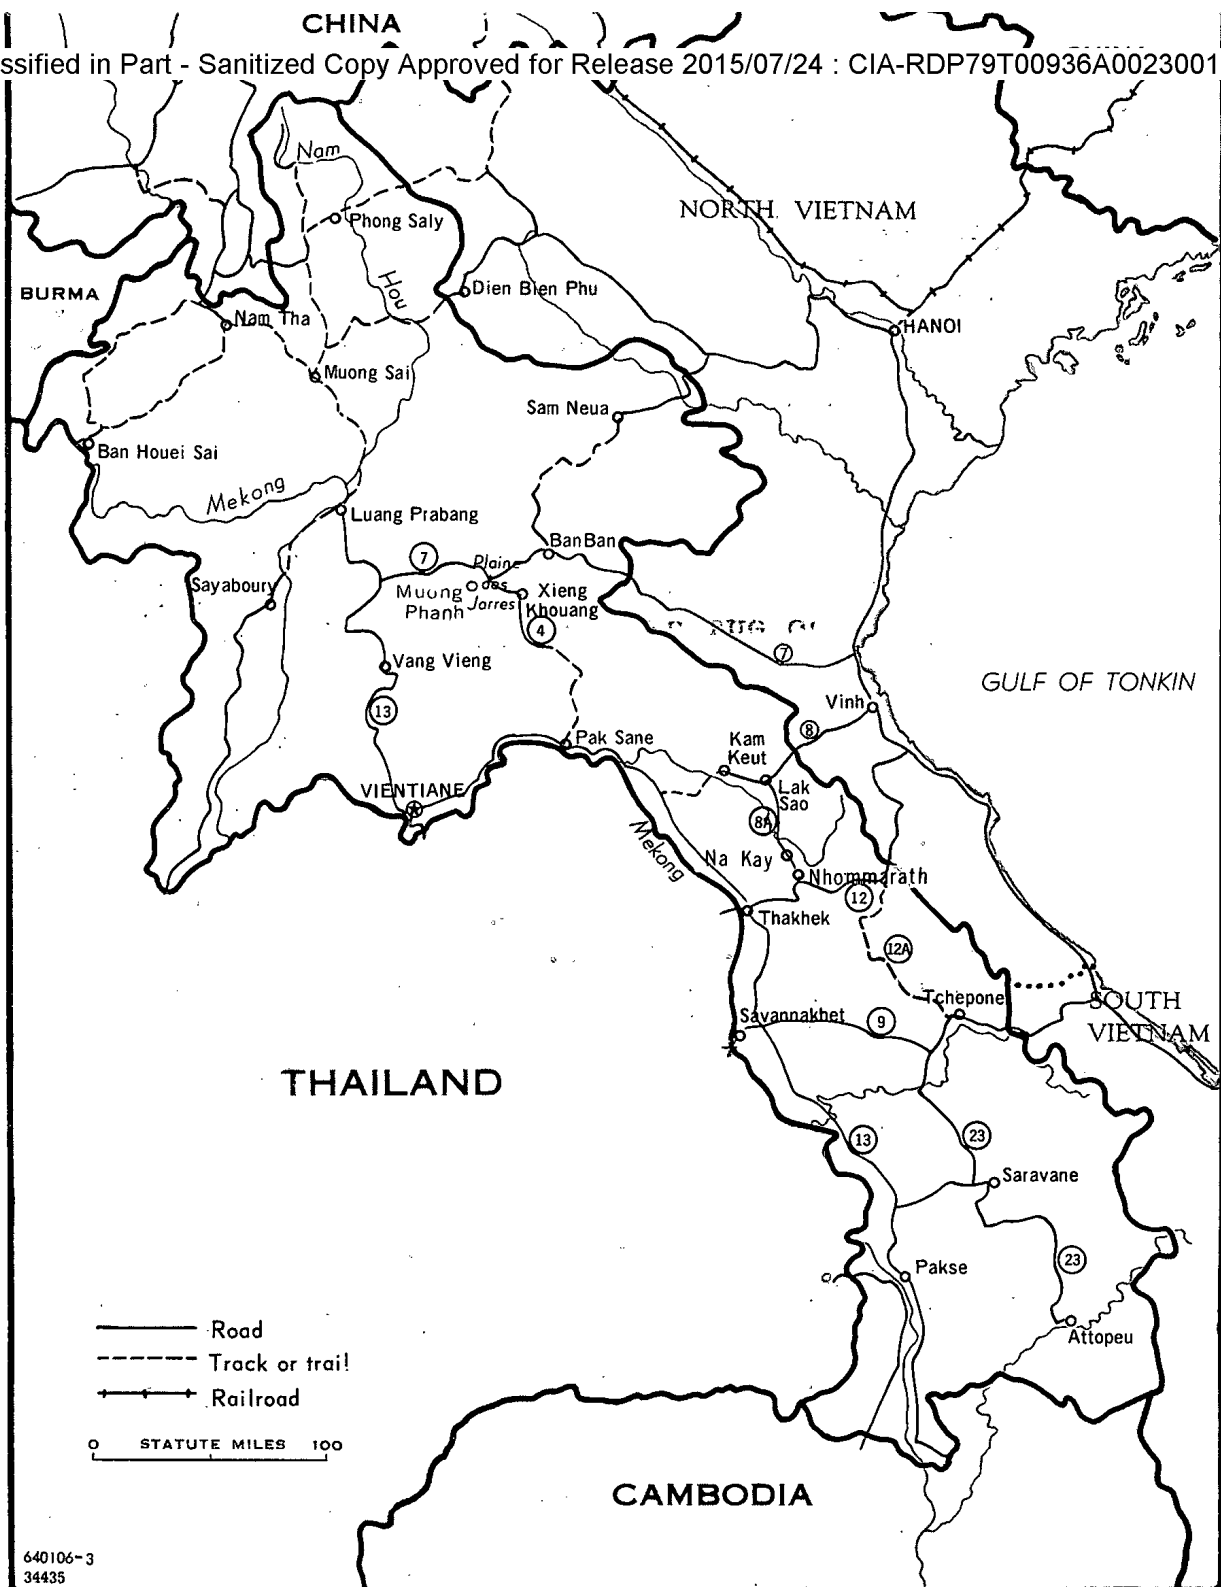 CHINA
ssified in Part - Sanitized Copy Approved for Release 2015/07/24 : CIA-RDP79T00936A0023001
Nam
NORTH VIETNAM
Phong Saly
Hou
Dien Bien Phu
BURMA
Nam Tha
HANOI
Muong Sai
Sam Neua
Ban Houei Sai
Mekong
Luang Prabang
Ban Ban
7
Plaine
des
Jarres
Sayaboury
Muong
Phanh
Xieng
Khouang
4
7
Vang Vieng
GULF OF TONKIN
13
Vinh
8
Pak Sane
Kam
Keut
VIENTIANE
Lak
Sao
8A
Mekong
Na Kay
Nhommarath
12
Thakhek
12A
Tchepone
SOUTH
VIETNAM
Savannakhet
9
THAILAND
13
23
Saravane
23
Pakse
Attopeu
Road
Track or trail
Railroad
0 STATUTE MILES 100
CAMBODIA
640106-3
34435